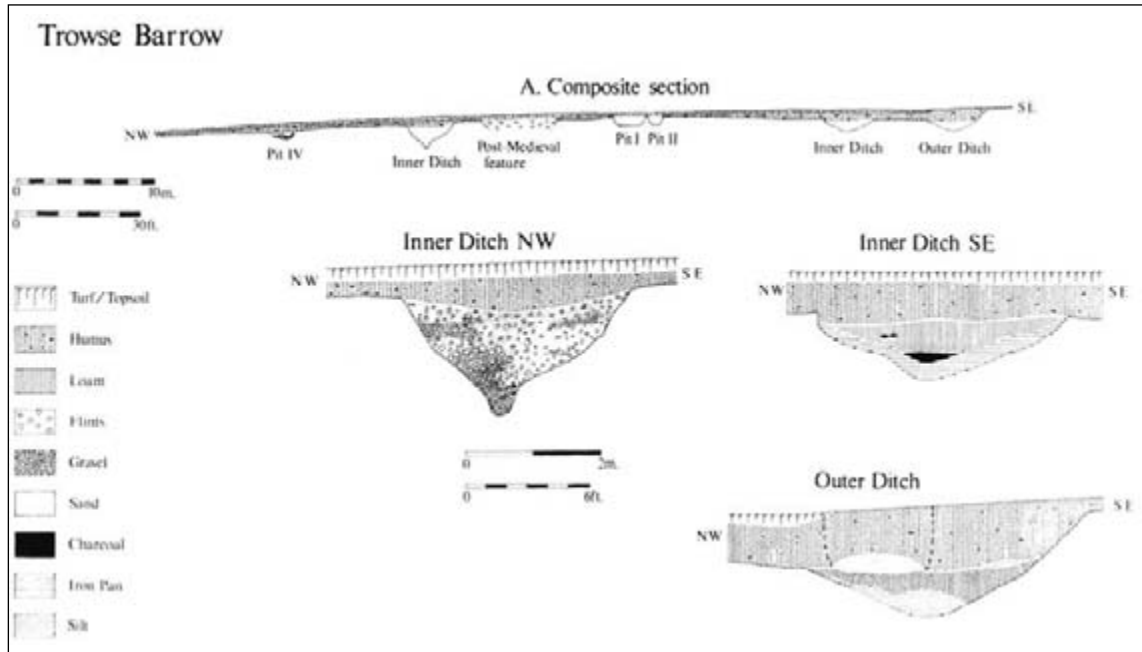 Trowse Barrow
A. Composite section
NW
SE
Pit IV
Inner Ditch
Post-Medieval
feature
Pit I
Pit II
Inner Ditch
Outer Ditch
0
10m.
0
30ft.
Inner Ditch NW
NW
SE
Inner Ditch SE
NW
SE
Turf/Topsoil
Humus
Loam
Flints
Gravel
Sand
Charcoal
Iron Pan
Silt
0
2m.
0
6ft.
Outer Ditch
NW
SE